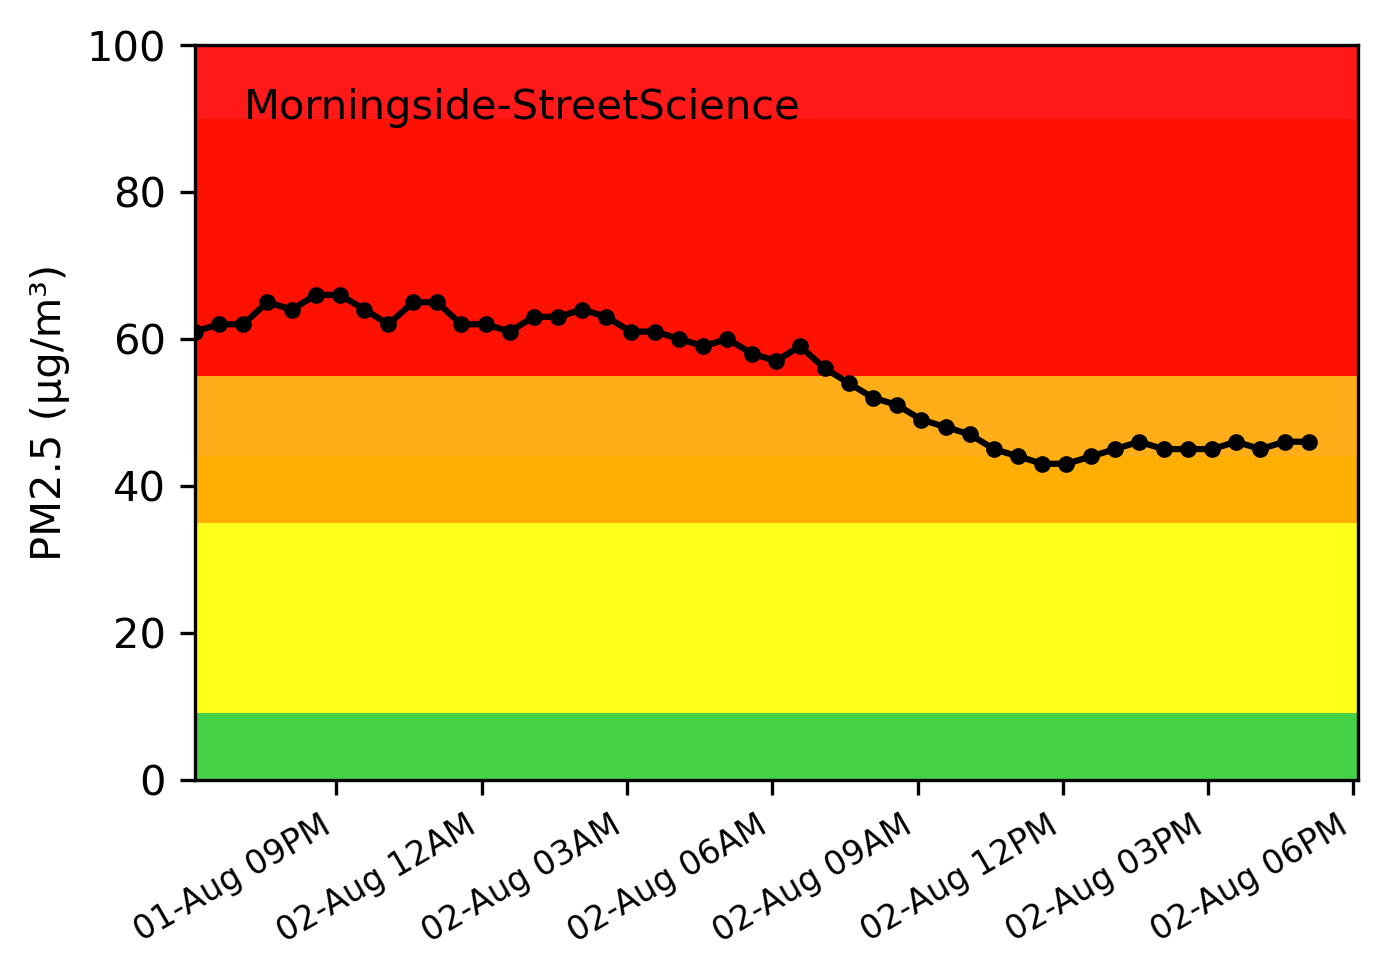 Morningside-StreetScience
PM2.5 (µg/m³)
100
80
60
40
20
0
01-Aug 09PM
02-Aug 12AM
02-Aug 03AM
02-Aug 06AM
02-Aug 09AM
02-Aug 12PM
02-Aug 03PM
02-Aug 06PM